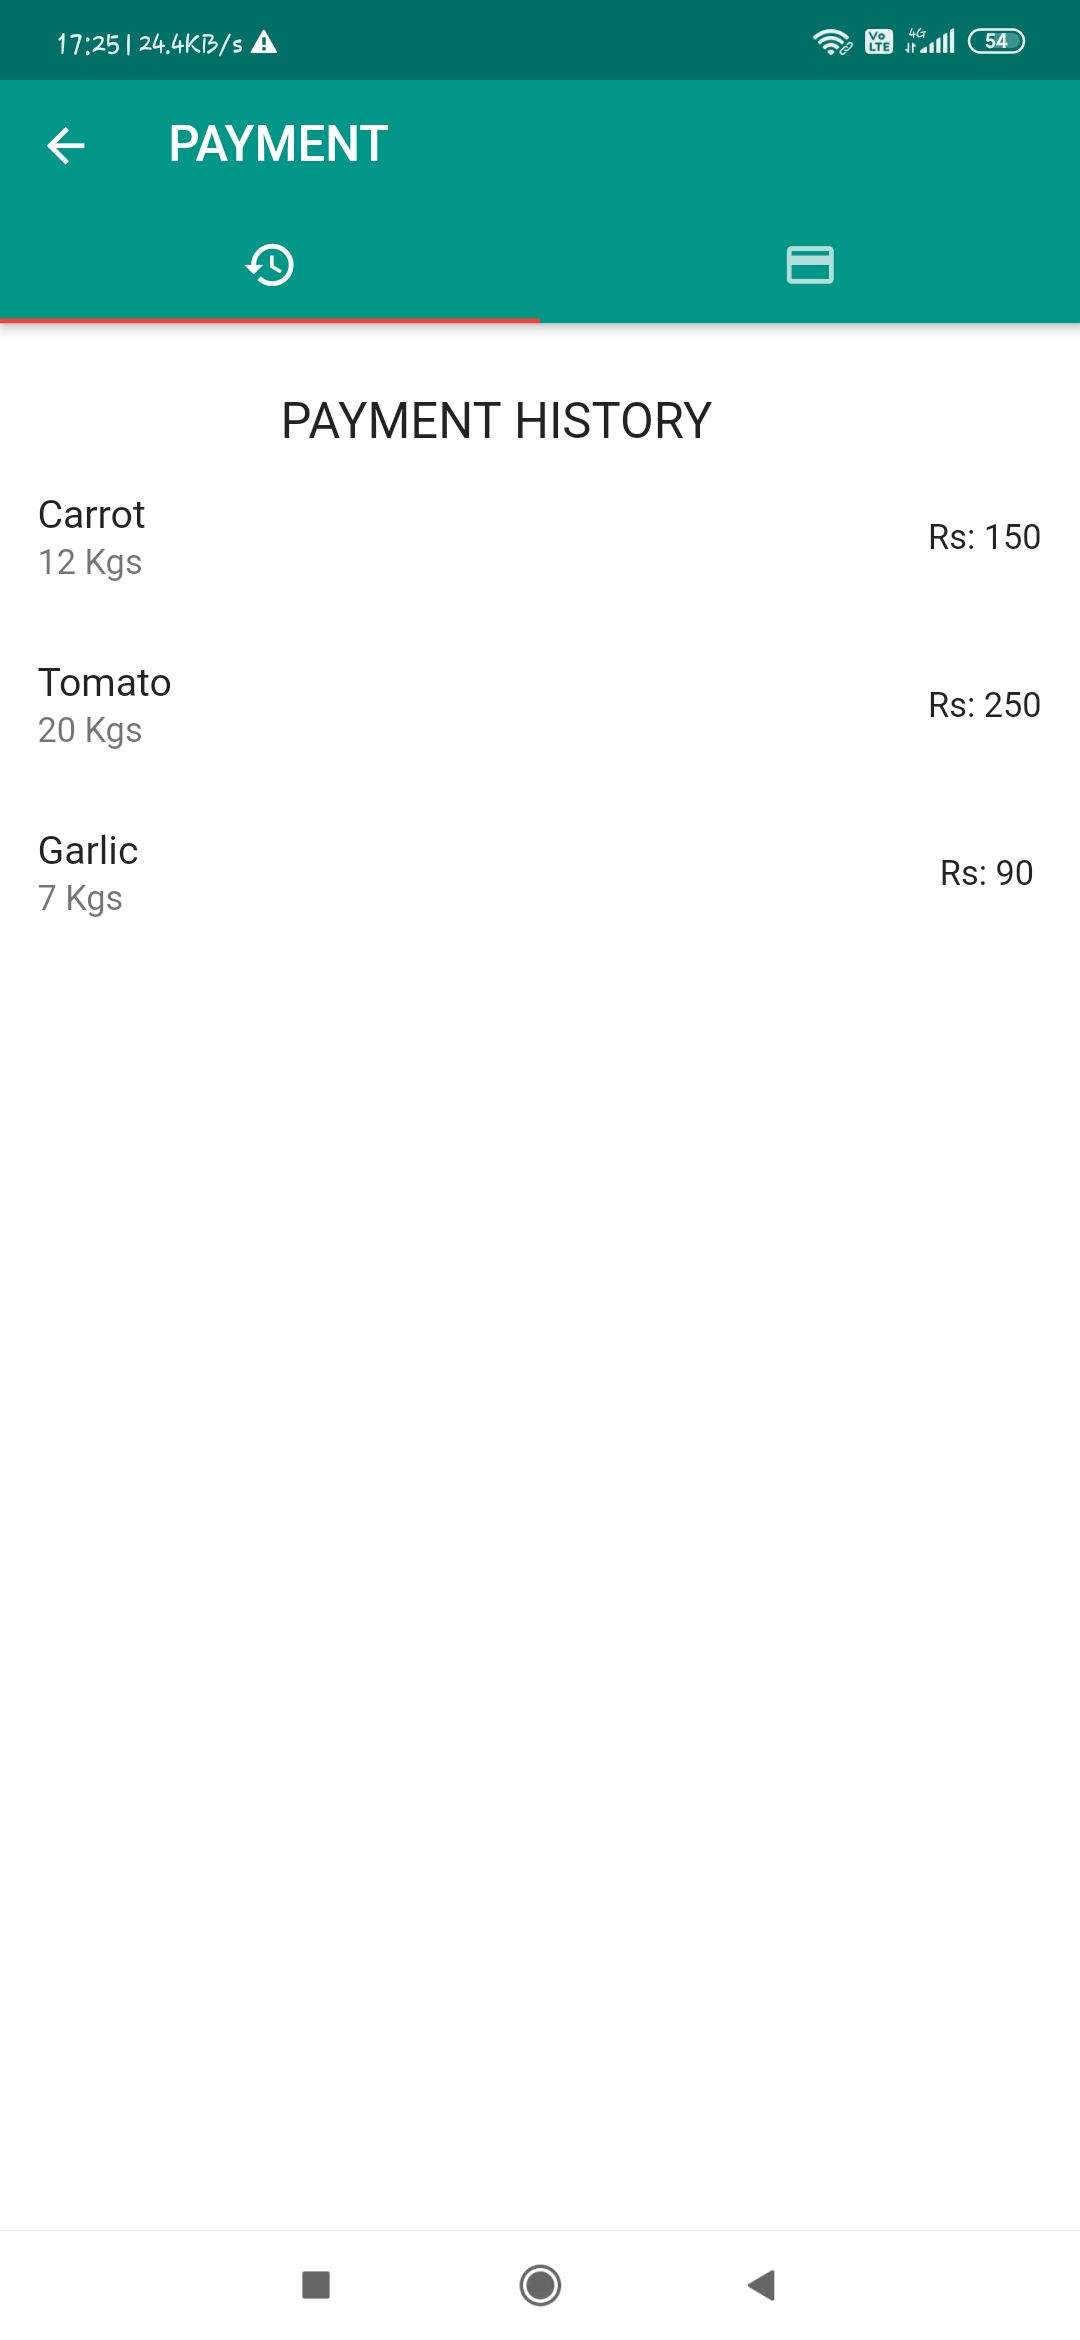 17:25 | 24.4KB/s
Vo
LTE
4G
54
PAYMENT
PAYMENT HISTORY
Carrot
12 Kgs
Rs: 150
Tomato
20 Kgs
Rs: 250
Garlic
7 Kgs
Rs: 90